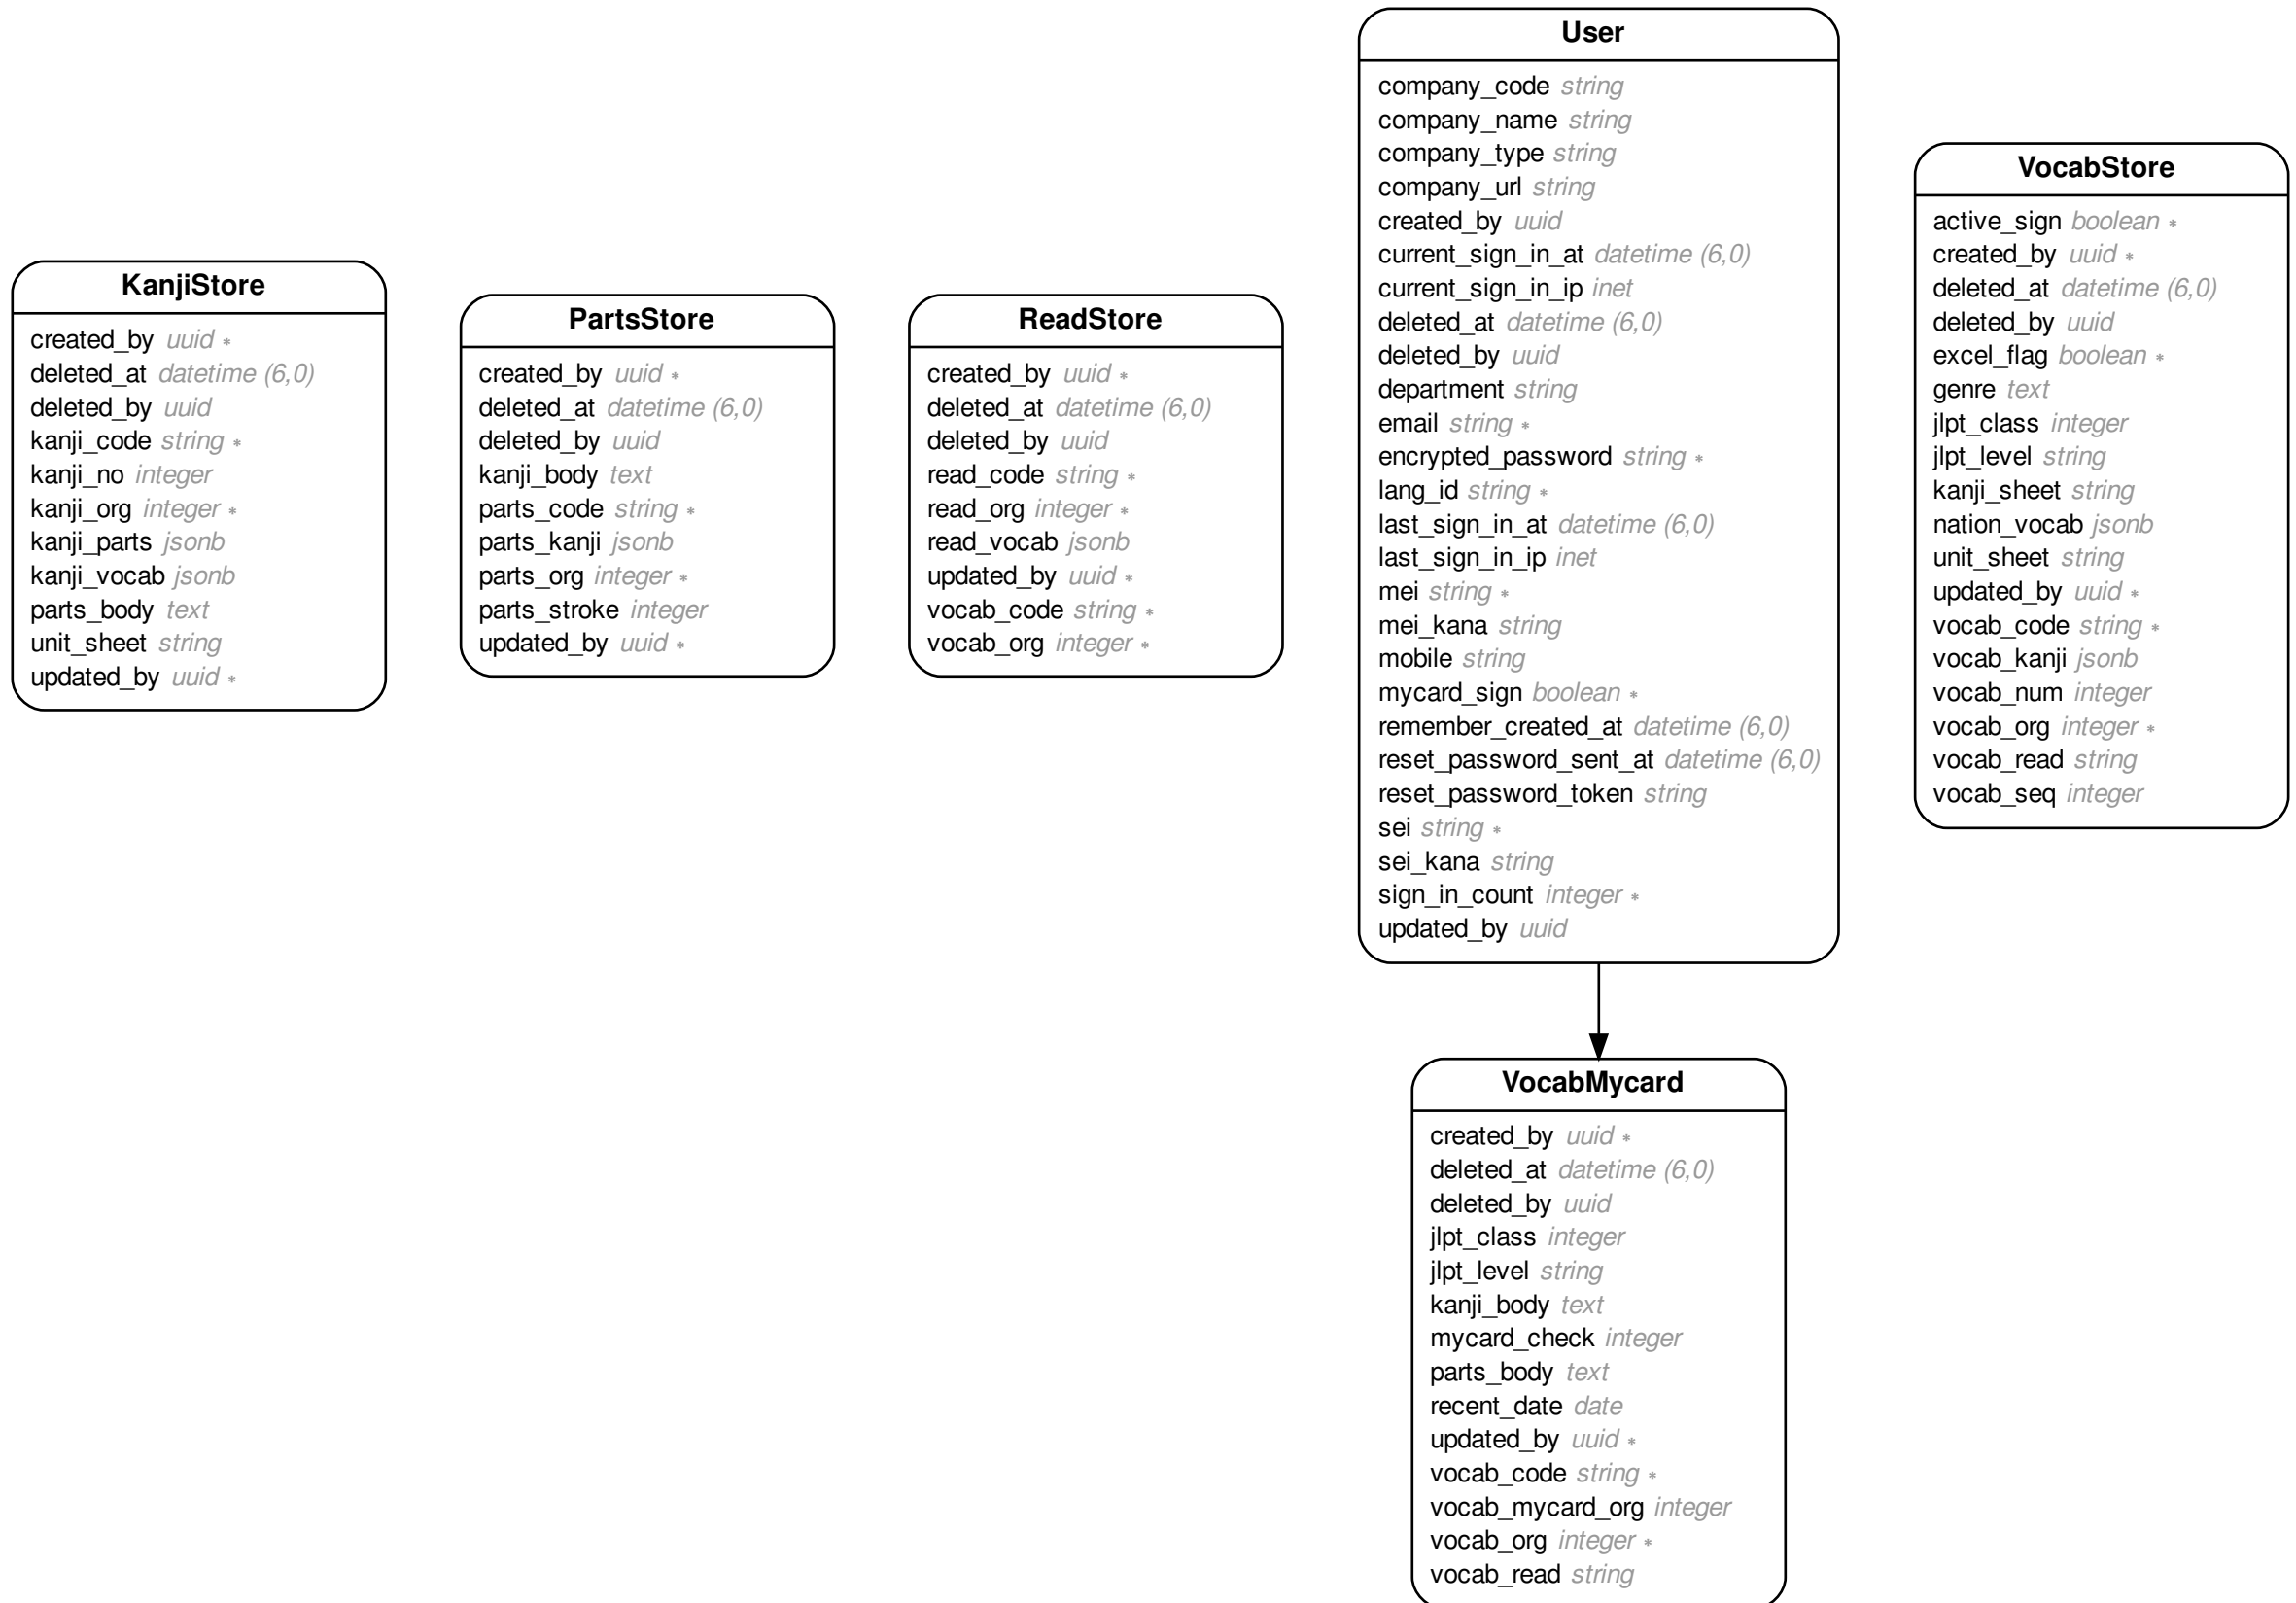 KanjiStore
created_by uuid *
deleted_at datetime (6,0)
deleted_by uuid
kanji_code string *
kanji_no integer
kanji_org integer *
kanji_parts jsonb
kanji_vocab jsonb
parts_body text
unit_sheet string
updated_by uuid *
PartsStore
created_by uuid *
deleted_at datetime (6,0)
deleted_by uuid
kanji_body text
parts_code string *
parts_kanji jsonb
parts_org integer *
parts_stroke integer
updated_by uuid *
ReadStore
created_by uuid *
deleted_at datetime (6,0)
deleted_by uuid
read_code string *
read_org integer *
read_vocab jsonb
updated_by uuid *
vocab_code string *
vocab_org integer *
User
company_code string
company_name string
company_type string
company_url string
created_by uuid
current_sign_in_at datetime (6,0)
current_sign_in_ip inet
deleted_at datetime (6,0)
deleted_by uuid
department string
email string *
encrypted_password string *
lang_id string *
last_sign_in_at datetime (6,0)
last_sign_in_ip inet
mei string *
mei_kana string
mobile string
mycard_sign boolean *
remember_created_at datetime (6,0)
reset_password_sent_at datetime (6,0)
reset_password_token string
sei string *
sei_kana string
sign_in_count integer *
updated_by uuid
VocabStore
active_sign boolean *
created_by uuid *
deleted_at datetime (6,0)
deleted_by uuid
excel_flag boolean *
genre text
jlpt_class integer
jlpt_level string
kanji_sheet string
nation_vocab jsonb
unit_sheet string
updated_by uuid *
vocab_code string *
vocab_kanji jsonb
vocab_num integer
vocab_org integer *
vocab_read string
vocab_seq integer
VocabMycard
created_by uuid *
deleted_at datetime (6,0)
deleted_by uuid
jlpt_class integer
jlpt_level string
kanji_body text
mycard_check integer
parts_body text
recent_date date
updated_by uuid *
vocab_code string *
vocab_mycard_org integer
vocab_org integer *
vocab_read string